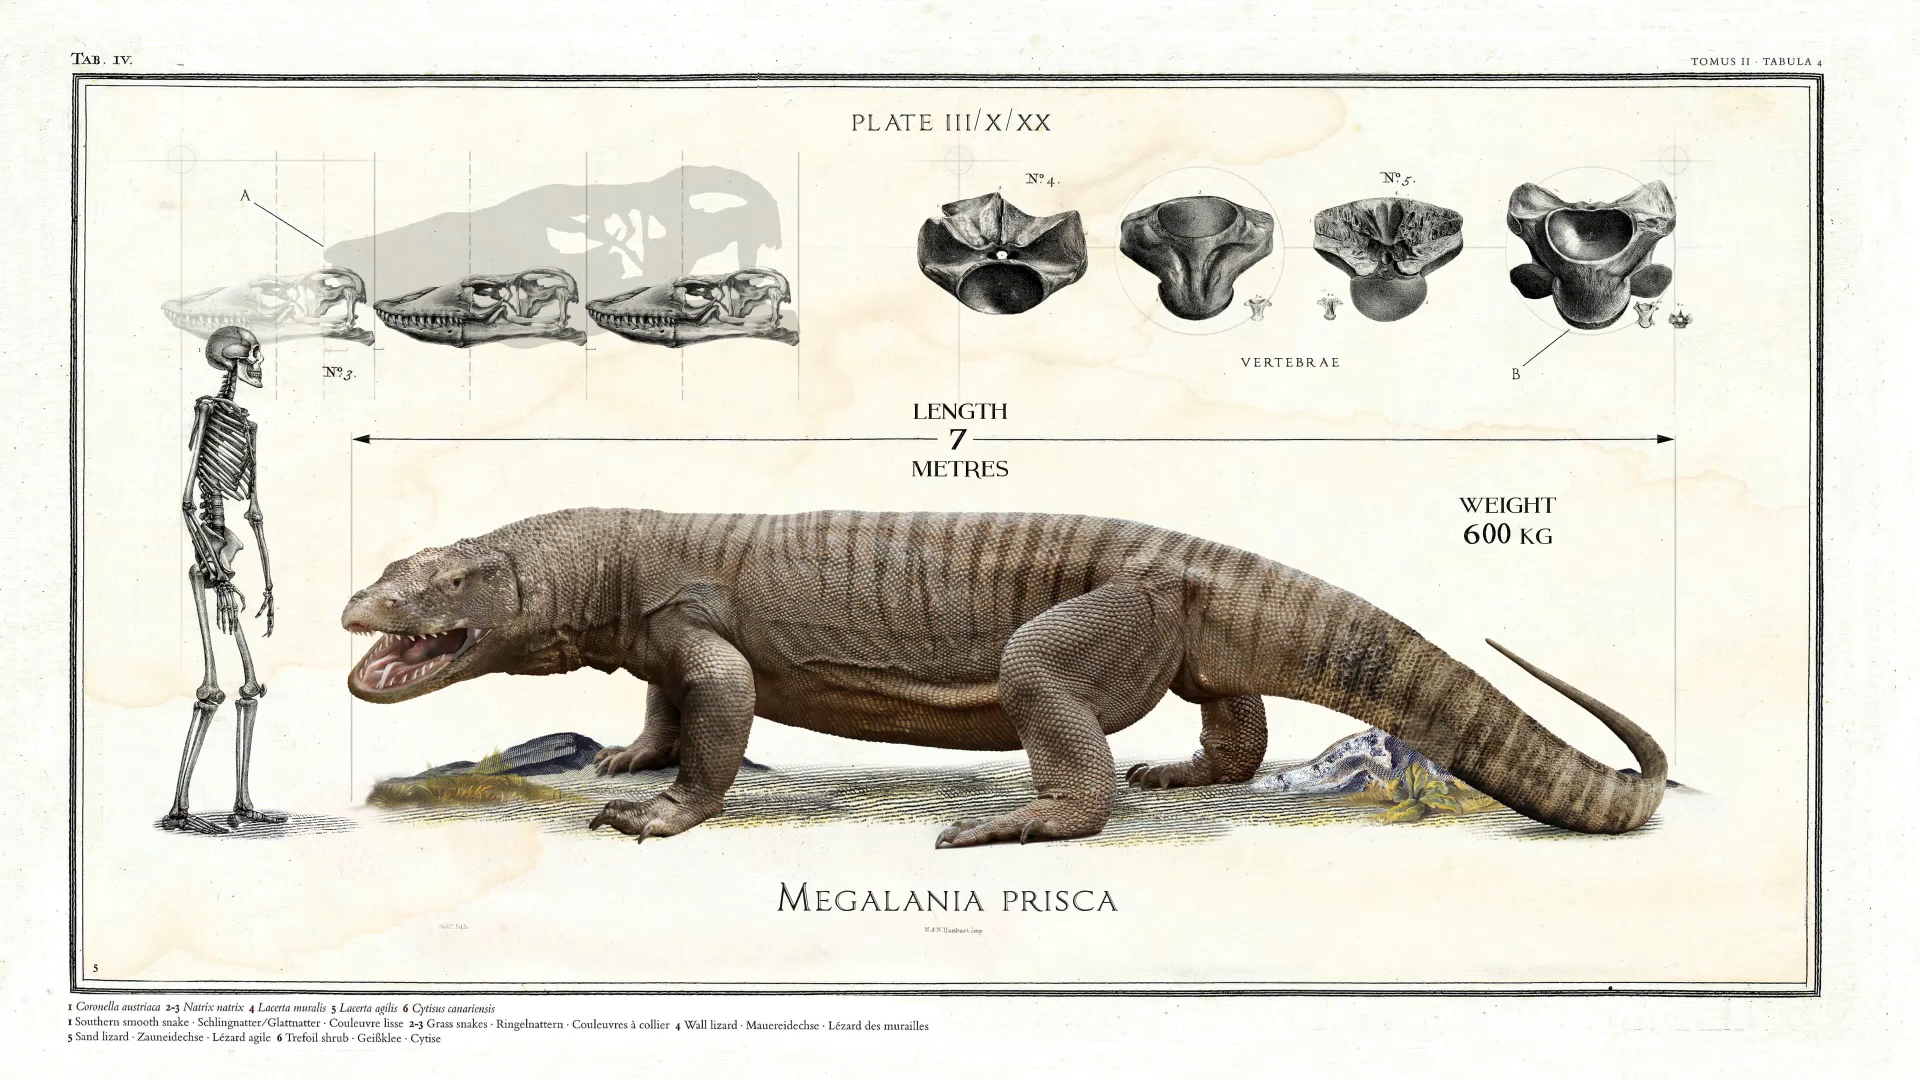 TAB. IV.
TOMUS II · TABULA 4
PLATE III/X/XX
A
Nº 4.
Nº 5.
Nº 3.
VERTEBRAE
B
LENGTH
7
METRES
WEIGHT
600 KG
MEGALANIA PRISCA
5
1 Coronella austriaca 2-3 Natrix natrix 4 Lacerta muralis 5 Lacerta agilis 6 Cytisus canariensis
1 Southern smooth snake · Schlingnatter/Glattnatter · Couleuvre lisse 2-3 Grass snakes · Ringelnattern · Couleuvres à collier 4 Wall lizard · Mauereidechse · Lézard des murailles
5 Sand lizard · Zauneidechse · Lézard agile 6 Trefoil shrub · Geißklee · Cytise